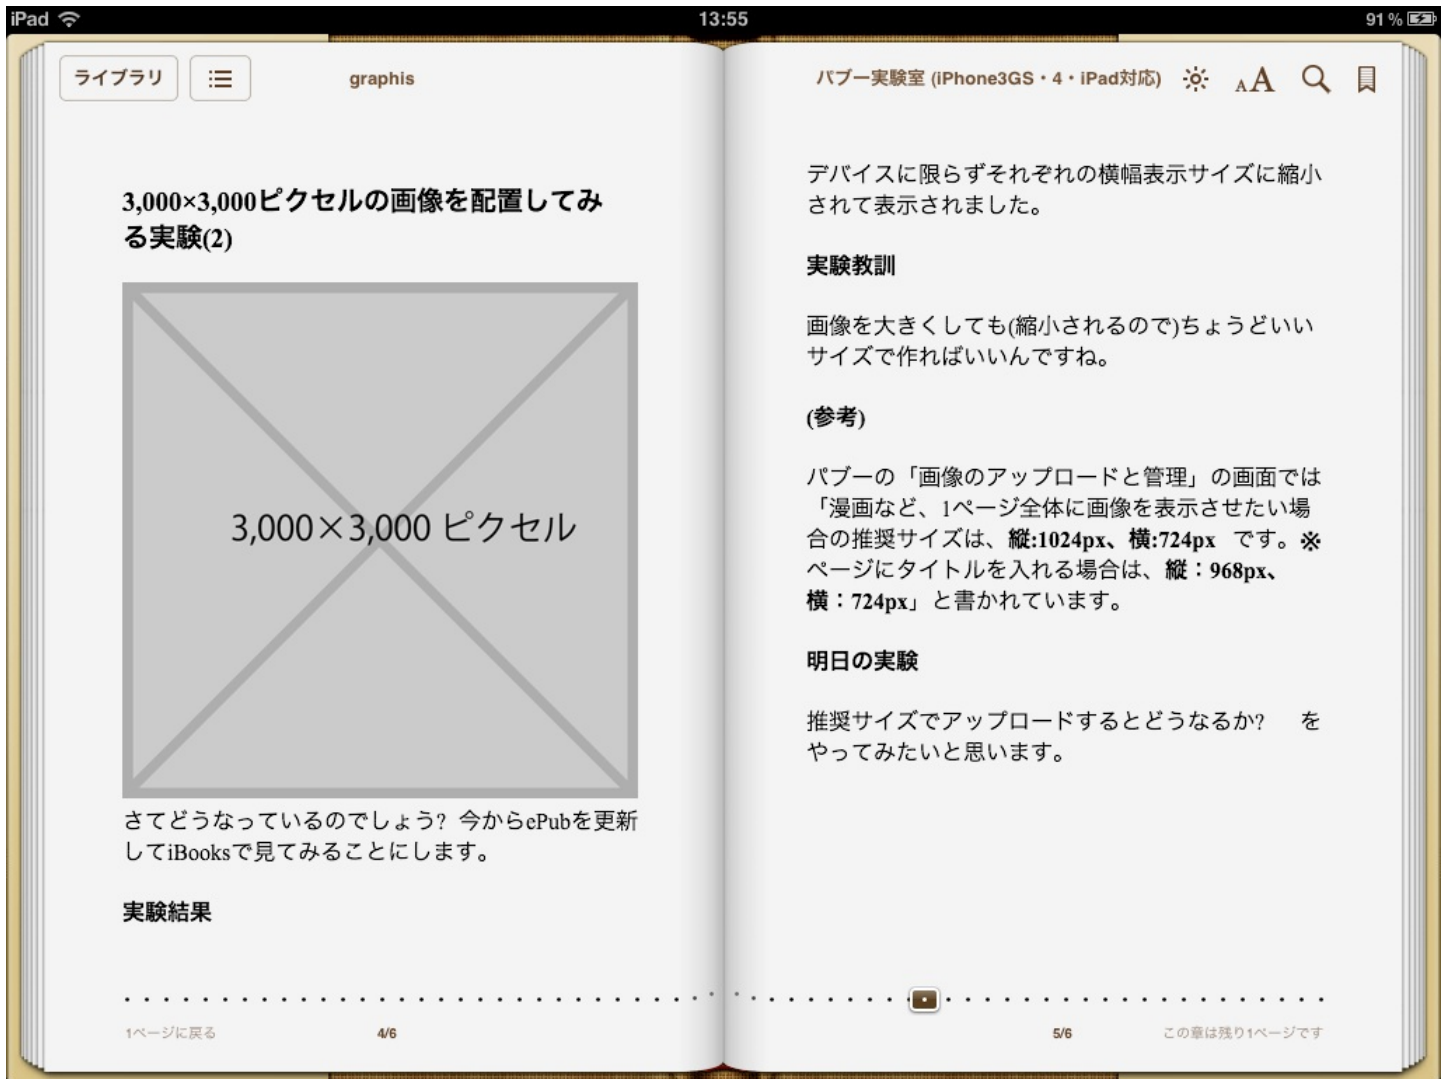 iPad
13:55
91 %
ライブラリ
graphis
パブー実験室 (iPhone3GS・4・iPad対応)
AA
3,000×3,000ピクセルの画像を配置してみ
る実験(2)
3,000×3,000 ピクセル
さてどうなっているのでしょう? 今からePubを更新
してiBooksで見てみることにします。
実験結果
デバイスに限らずそれぞれの横幅表示サイズに縮小
されて表示されました。
実験教訓
画像を大きくしても(縮小されるので)ちょうどいい
サイズで作ればいいんですね。
(参考)
パブーの「画像のアップロードと管理」の画面では
「漫画など、1ページ全体に画像を表示させたい場
合の推奨サイズは、縦:1024px、横:724px です。※
ページにタイトルを入れる場合は、縦：968px、
横：724px」と書かれています。
明日の実験
推奨サイズでアップロードするとどうなるか?　を
やってみたいと思います。
1ページに戻る
4/6
5/6
この章は残り1ページです